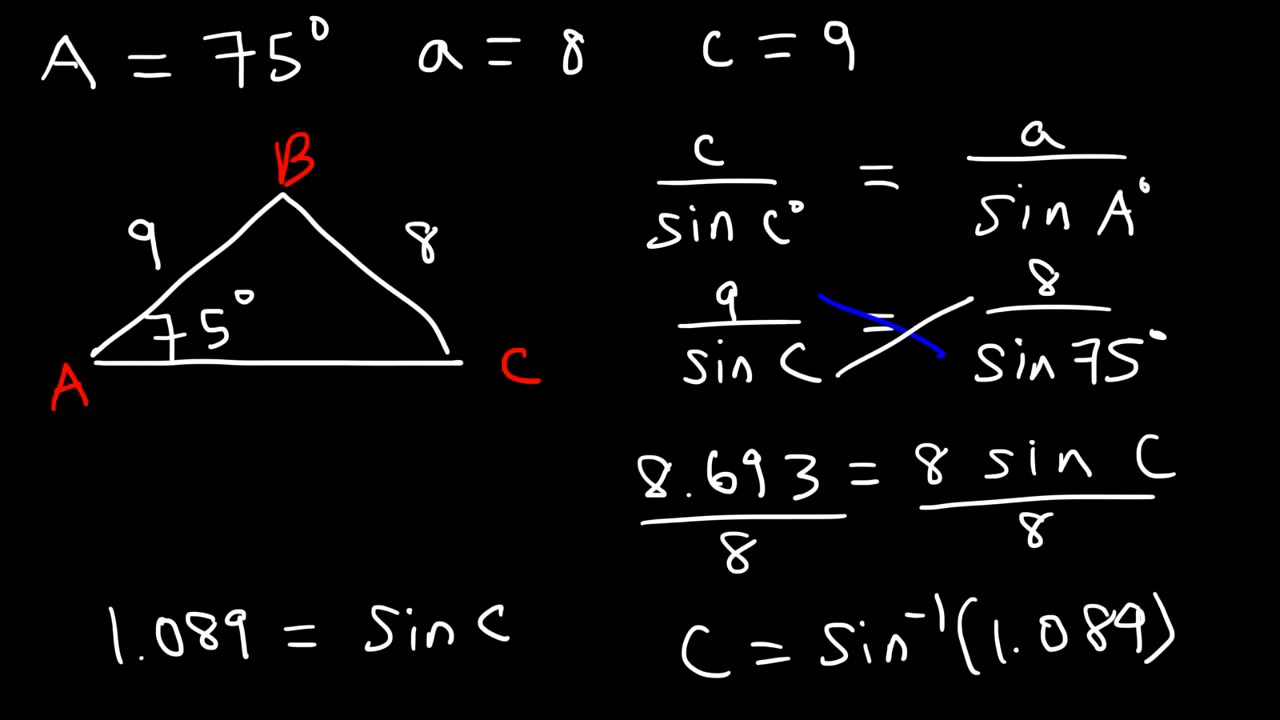 A = 75° a = 8 c = 9
B
9 8
75°
A C
c / sin C° = a / sin A°
9 / sin C = 8 / sin 75°
8.693 / 8 = 8 sin C / 8
1.089 = sin C
C = sin⁻¹(1.089)